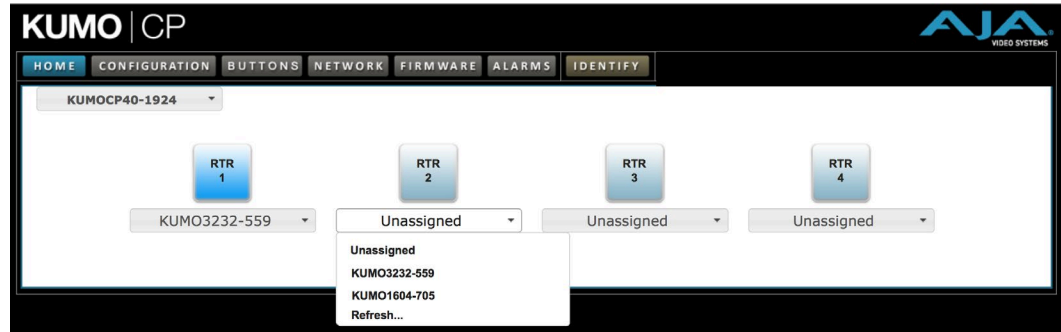 KUMO | CP
AJA
VIDEO SYSTEMS
HOME CONFIGURATION BUTTONS NETWORK FIRMWARE ALARMS IDENTIFY
KUMOCP40-1924
RTR 1
RTR 2
RTR 3
RTR 4
KUMO3232-559 Unassigned Unassigned Unassigned
Unassigned
KUMO3232-559
KUMO1604-705
Refresh...